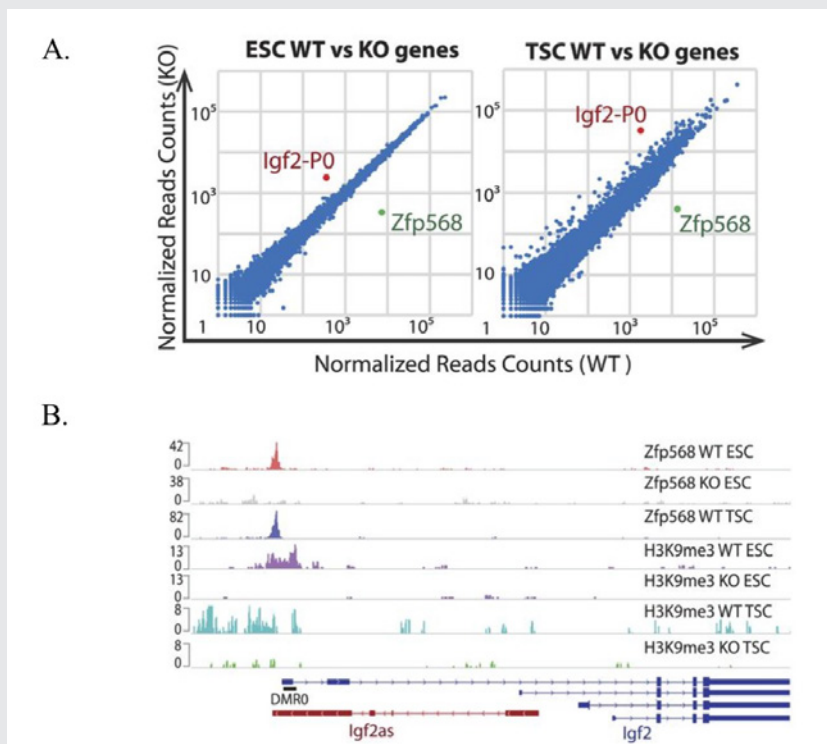 A.
ESC WT vs KO genes
TSC WT vs KO genes
Normalized Reads Counts (KO)
10⁵
10³
10
1
Igf2-P0
Zfp568
10
10³
10⁵
10⁵
10³
10
1
Igf2-P0
Zfp568
10
10³
10⁵
Normalized Reads Counts (WT )
B.
42
0
Zfp568 WT ESC
38
0
Zfp568 KO ESC
82
0
Zfp568 WT TSC
13
0
H3K9me3 WT ESC
13
0
H3K9me3 KO ESC
8
0
H3K9me3 WT TSC
8
0
H3K9me3 KO TSC
DMR0
Igf2as
Igf2